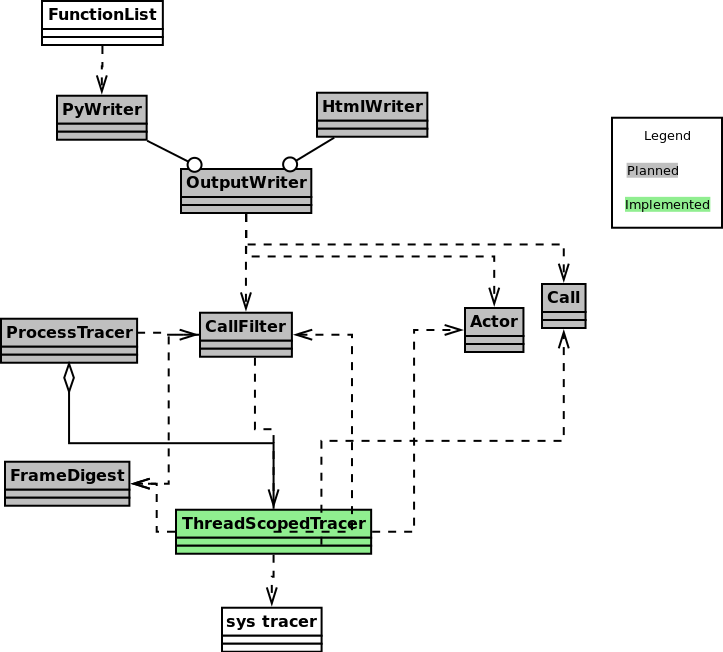 FunctionList
PyWriter
HtmlWriter
Legend
Planned
Implemented
OutputWriter
Call
Actor
ProcessTracer
CallFilter
FrameDigest
ThreadScopedTracer
sys tracer